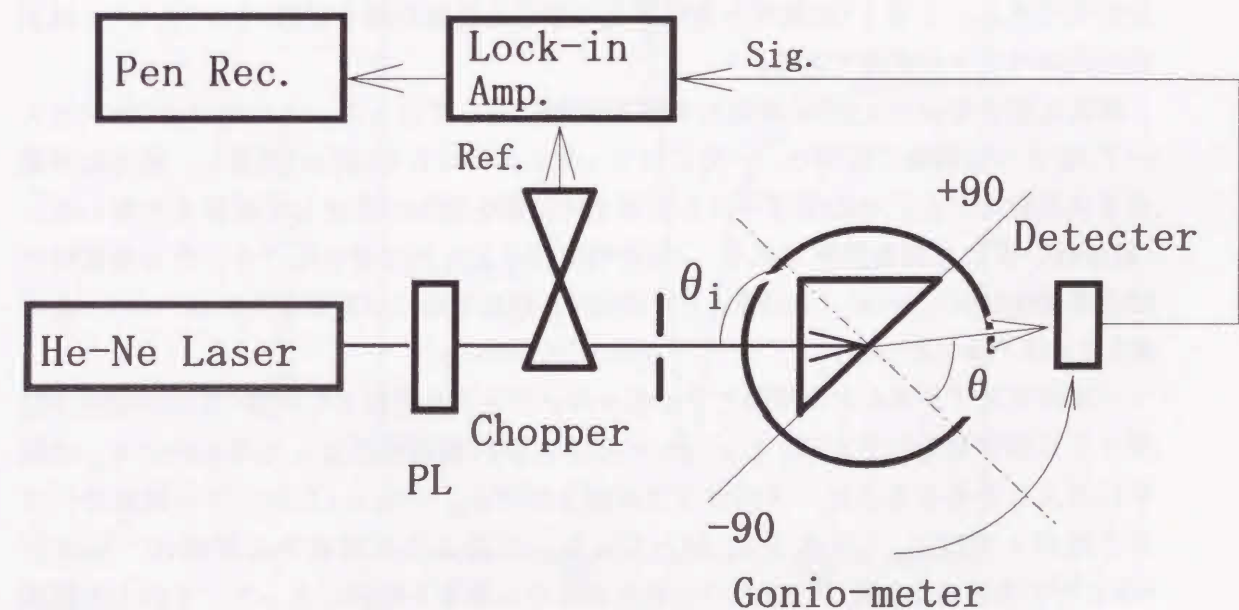 Pen Rec.
Lock-in
Amp.
Sig.
Ref.
+90
Detecter
θi
He-Ne Laser
θ
Chopper
PL
-90
Gonio-meter